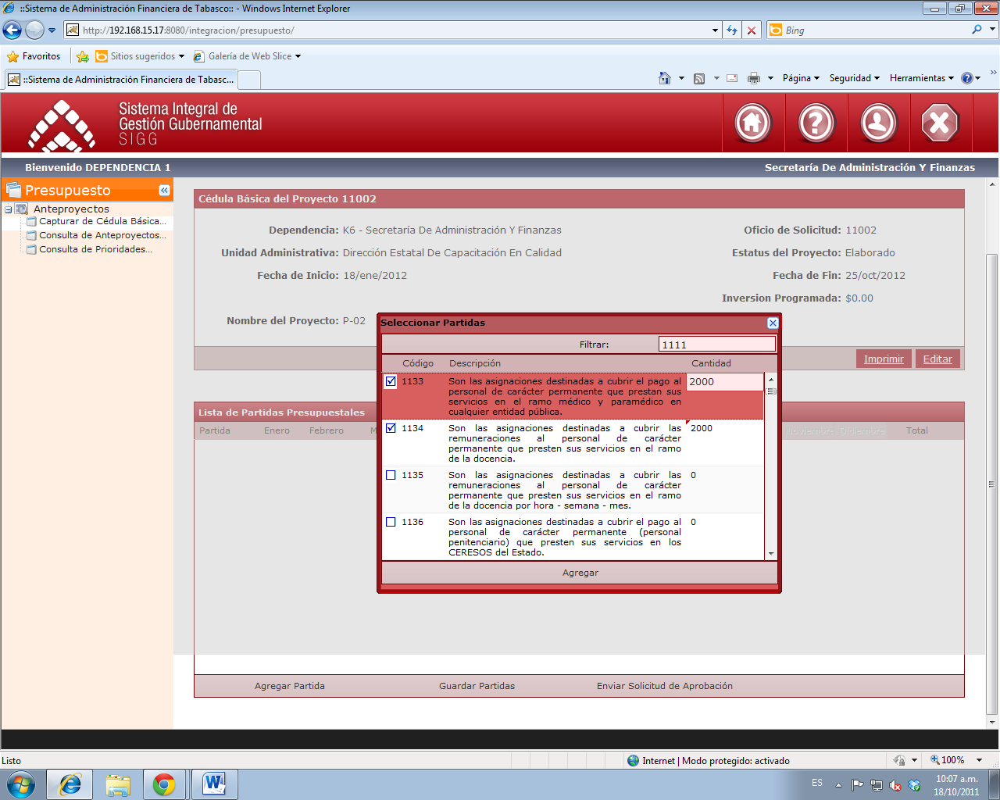 ::Sistema de Administración Financiera de Tabasco:: - Windows Internet Explorer
http://192.168.15.17:8080/integracion/presupuesto/
Bing
Favoritos
Sitios sugeridos
Galería de Web Slice
::Sistema de Administración Financiera de Tabasc...
Página
Seguridad
Herramientas
»
Sistema Integral de
Gestión Gubernamental
SIGG
Bienvenido DEPENDENCIA 1
Secretaría De Administración Y Finanzas
Presupuesto
Anteproyectos
Capturar de Cédula Básica...
Consulta de Anteproyectos...
Consulta de Prioridades...
Cédula Básica del Proyecto 11002
Dependencia: K6 - Secretaría De Administración Y Finanzas
Oficio de Solicitud: 11002
Unidad Administrativa: Dirección Estatal De Capacitación En Calidad
Estatus del Proyecto: Elaborado
Fecha de Inicio: 18/ene/2012
Fecha de Fin: 25/oct/2012
Inversion Programada: $0.00
Nombre del Proyecto: P-02
Imprimir
Editar
Lista de Partidas Presupuestales
Partida Enero Febrero M
Noviembre Diciembre Total
Seleccionar Partidas
Filtrar: 1111
Código Descripción Cantidad
1133 Son las asignaciones destinadas a cubrir el pago al 2000
personal de carácter permanente que prestan sus
servicios en el ramo médico y paramédico en
cualquier entidad pública.
1134 Son las asignaciones destinadas a cubrir las 2000
remuneraciones al personal de carácter
permanente que presten sus servicios en el ramo
de la docencia.
1135 Son las asignaciones destinadas a cubrir las 0
remuneraciones al personal de carácter
permanente que presten sus servicios en el ramo
de la docencia por hora - semana - mes.
1136 Son las asignaciones destinadas a cubrir el pago al 0
personal de carácter permanente (personal
penitenciario) que presten sus servicios en los
CERESOS del Estado.
Agregar
Agregar Partida
Guardar Partidas
Enviar Solicitud de Aprobación
Listo
Internet | Modo protegido: activado
100%
ES
10:07 a.m.
18/10/2011